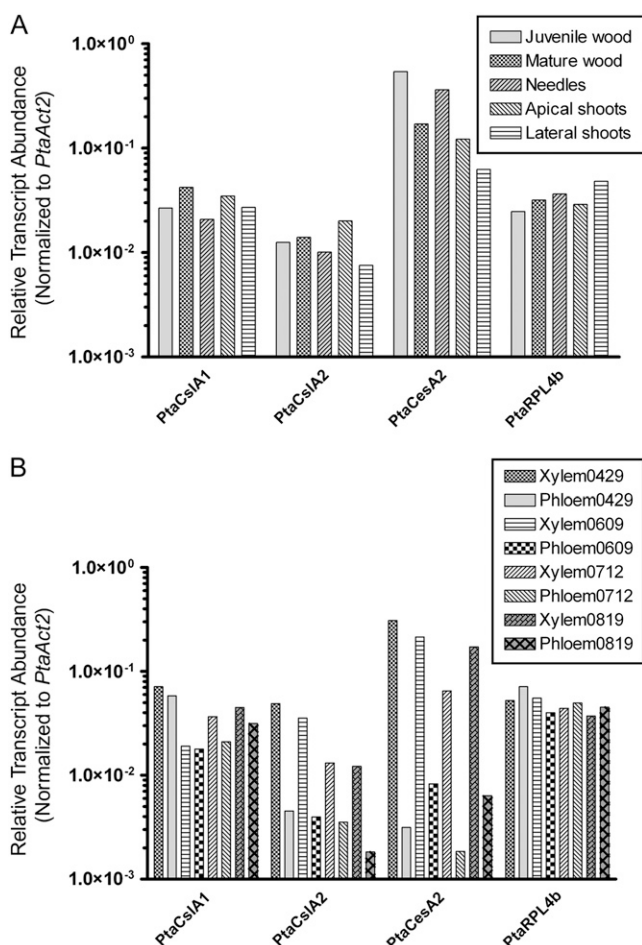 A
Relative Transcript Abundance
(Normalized to PtaAct2)
1.0×10⁰
1.0×10⁻¹
1.0×10⁻²
1.0×10⁻³
Juvenile wood
Mature wood
Needles
Apical shoots
Lateral shoots
PtaCslA1
PtaCslA2
PtaCesA2
PtaRPL4b
B
Relative Transcript Abundance
(Normalized to PtaAct2)
1.0×10⁰
1.0×10⁻¹
1.0×10⁻²
1.0×10⁻³
Xylem0429
Phloem0429
Xylem0609
Phloem0609
Xylem0712
Phloem0712
Xylem0819
Phloem0819
PtaCslA1
PtaCslA2
PtaCesA2
PtaRPL4b